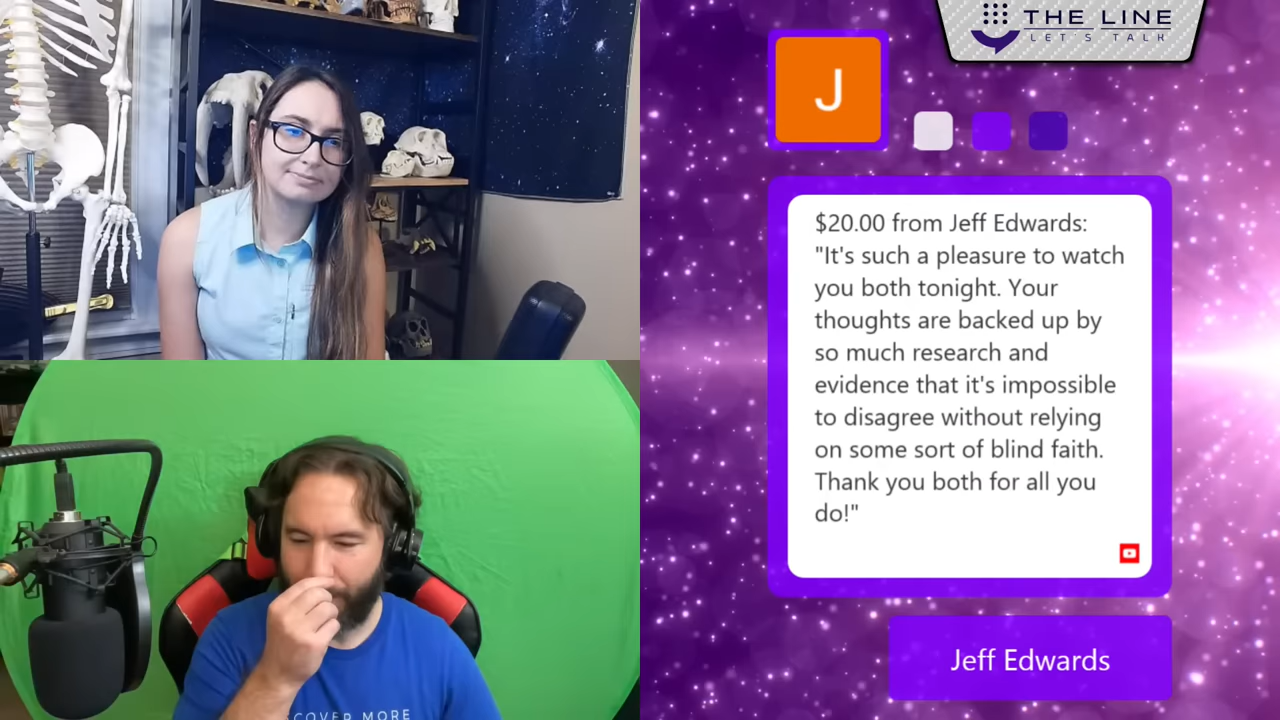 THE LINE
LET'S TALK
J
$20.00 from Jeff Edwards:
"It's such a pleasure to watch
you both tonight. Your
thoughts are backed up by
so much research and
evidence that it's impossible
to disagree without relying
on some sort of blind faith.
Thank you both for all you
do!"
Jeff Edwards
COVER MORE